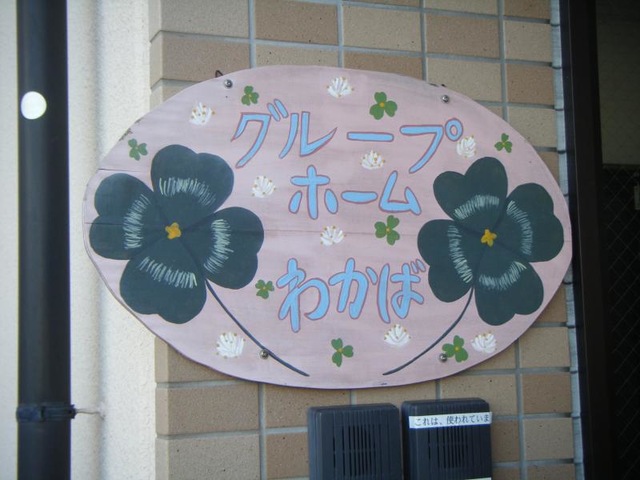 グループ
ホーム
わかば
これは、使われていま